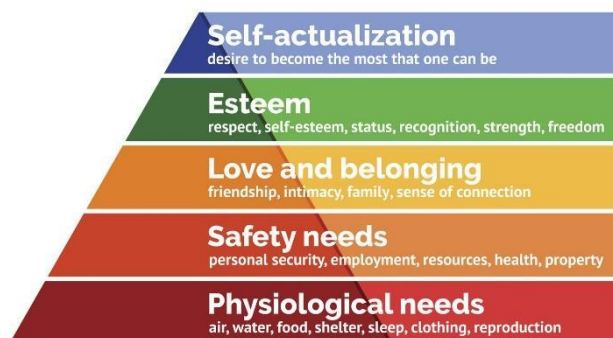 Self-actualization
desire to become the most that one can be
Esteem
respect, self-esteem, status, recognition, strength, freedom
Love and belonging
friendship, intimacy, family, sense of connection
Safety needs
personal security, employment, resources, health, property
Physiological needs
air, water, food, shelter, sleep, clothing, reproduction